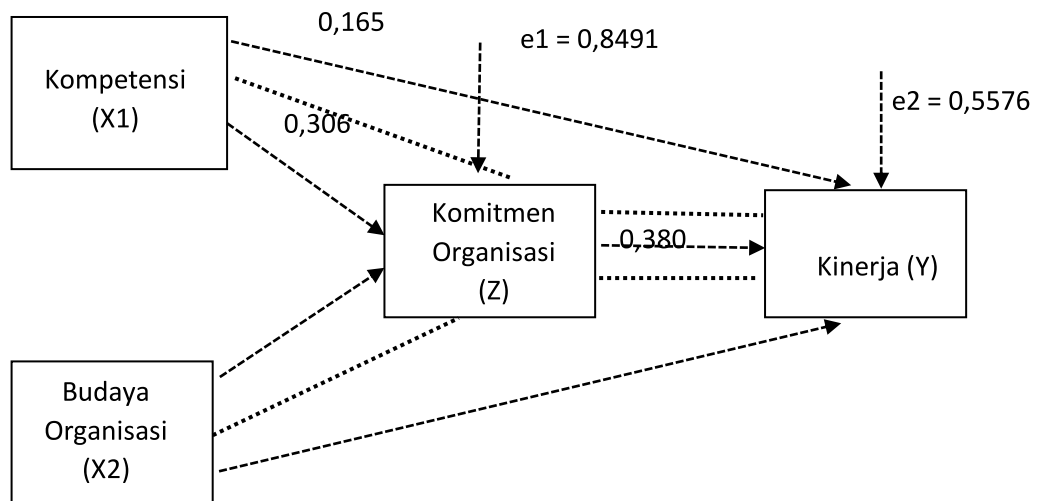 0,165
e1 = 0,8491
Kompetensi
(X1)
e2 = 0,5576
0,306
Komitmen
Organisasi
(Z)
0,380
Kinerja (Y)
Budaya
Organisasi
(X2)